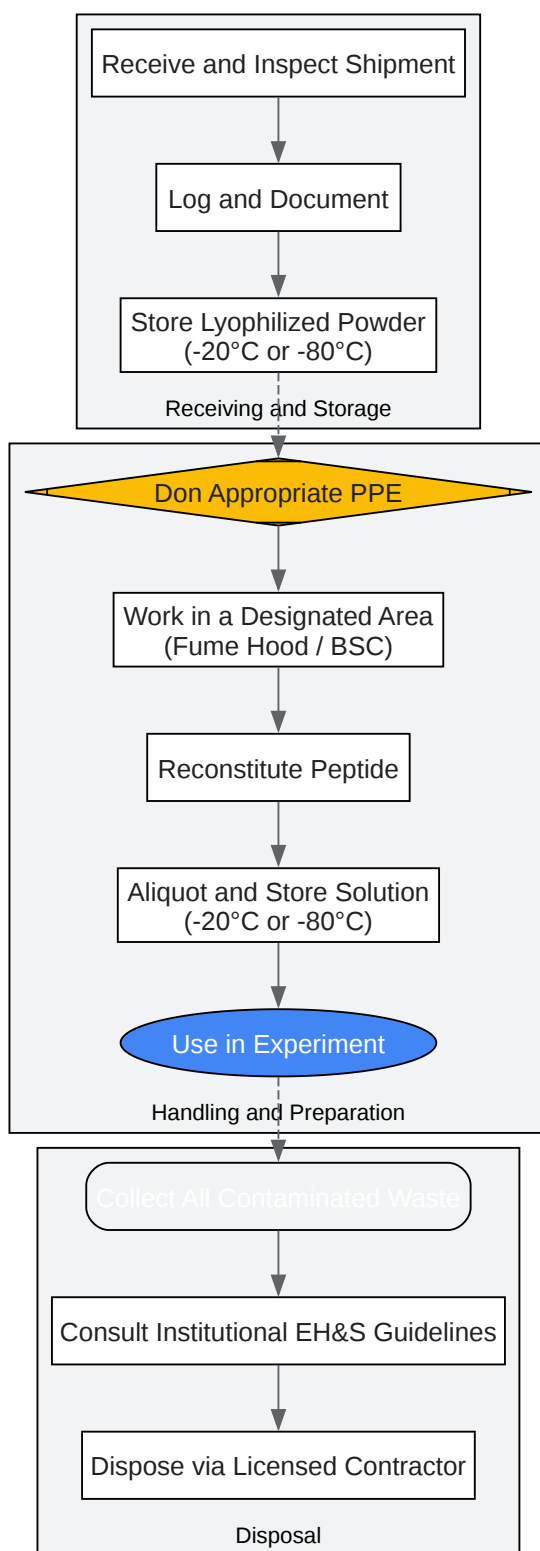 Receive and Inspect Shipment
Log and Document
Store Lyophilized Powder
(-20°C or -80°C)
Receiving and Storage
Don Appropriate PPE
Work in a Designated Area
(Fume Hood / BSC)
Reconstitute Peptide
Aliquot and Store Solution
(-20°C or -80°C)
Use in Experiment
Handling and Preparation
Collect All Contaminated Waste
Consult Institutional EH&S Guidelines
Dispose via Licensed Contractor
Disposal